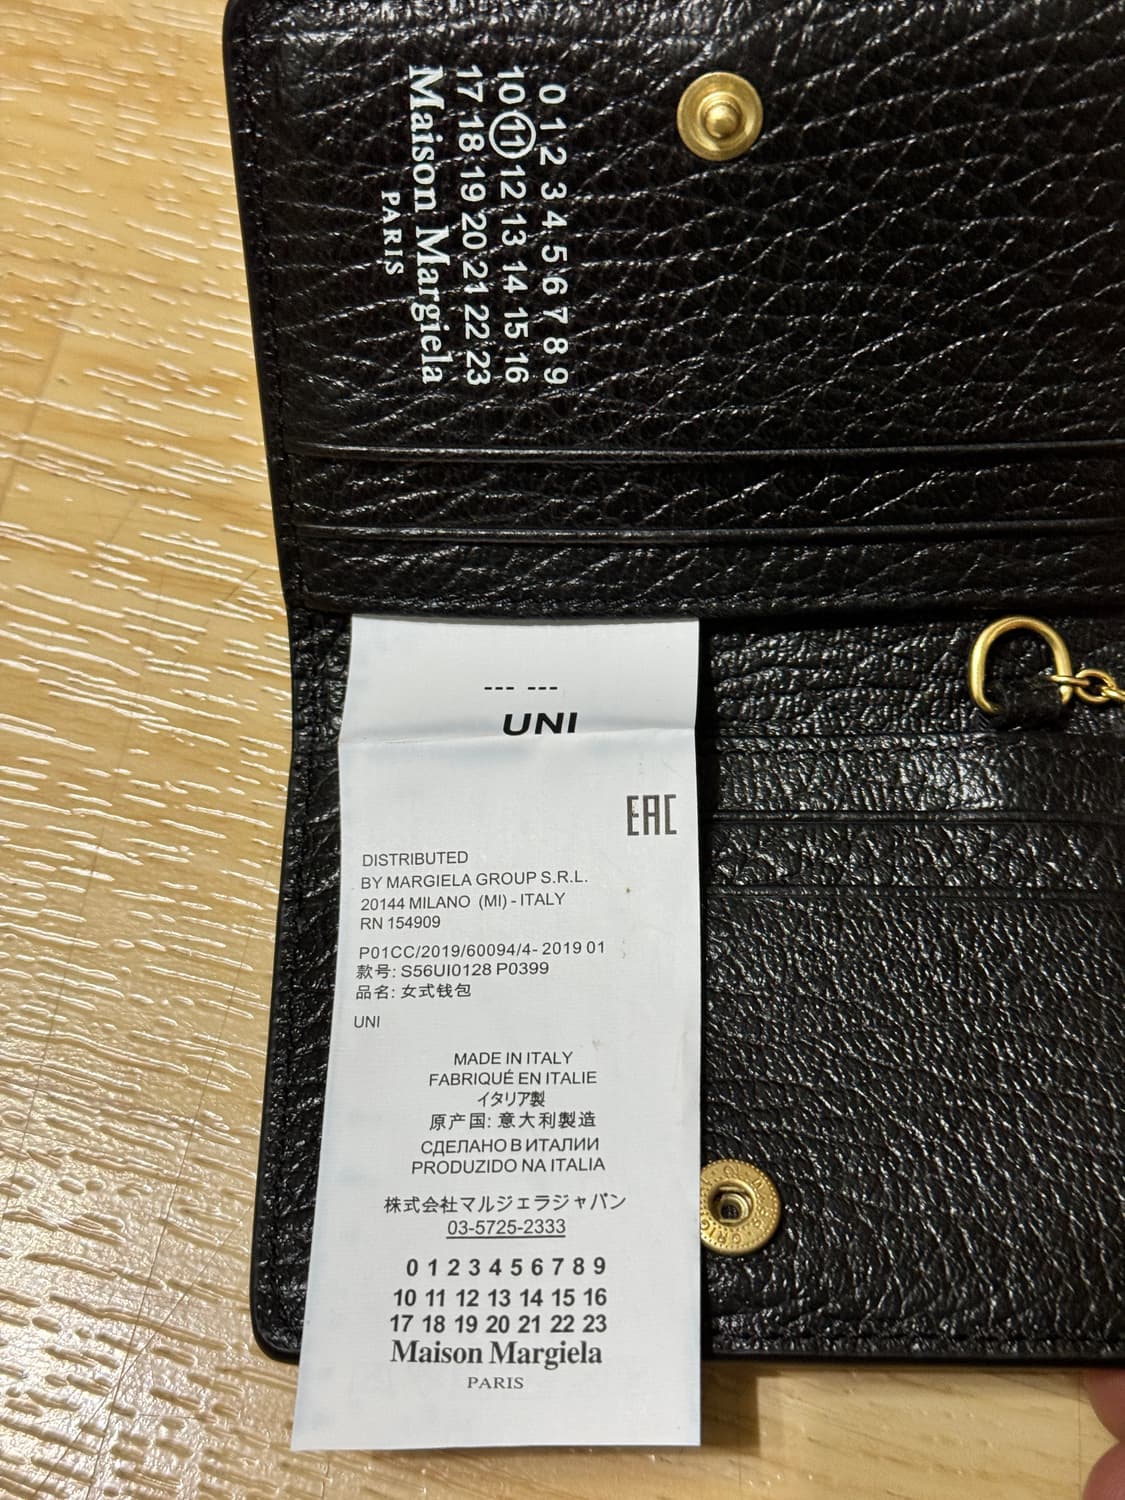 0 1 2 3 4 5 6 7 8 9
10 11 12 13 14 15 16
17 18 19 20 21 22 23
Maison Margiela
PARIS
--- ---
UNI
EAC
DISTRIBUTED
BY MARGIELA GROUP S.R.L.
20144 MILANO (MI) - ITALY
RN 154909
P01CC/2019/60094/4- 2019 01
款号: S56UI0128 P0399
品名: 女式钱包
UNI
MADE IN ITALY
FABRIQUÉ EN ITALIE
イタリア製
原产国: 意大利製造
СДЕЛАНО В ИТАЛИИ
PRODUZIDO NA ITALIA
株式会社マルジェラジャパン
03-5725-2333
0 1 2 3 4 5 6 7 8 9
10 11 12 13 14 15 16
17 18 19 20 21 22 23
Maison Margiela
PARIS